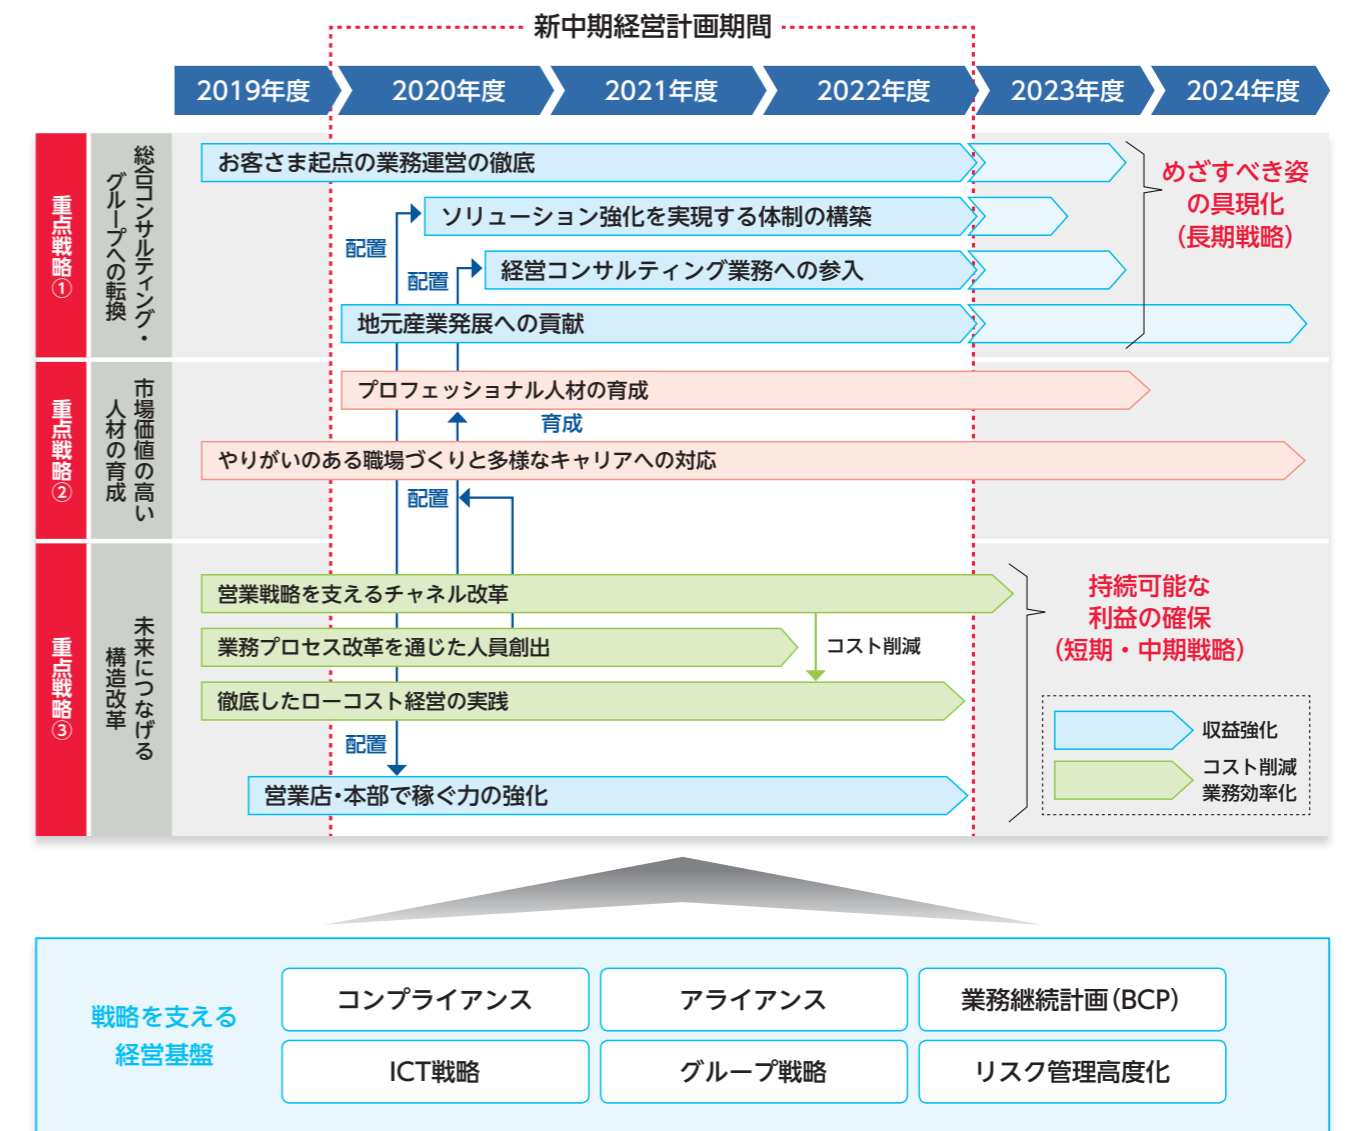 新中期経営計画期間
2019年度
2020年度
2021年度
2022年度
2023年度
2024年度
重点戦略①
総合コンサルティング・
グループへの転換
お客さま起点の業務運営の徹底
ソリューション強化を実現する体制の構築
配置
経営コンサルティング業務への参入
配置
地元産業発展への貢献
めざすべき姿
の具現化
（長期戦略）
重点戦略②
市場価値の高い
人材の育成
プロフェッショナル人材の育成
育成
やりがいのある職場づくりと多様なキャリアへの対応
配置
重点戦略③
未来につなげる
構造改革
営業戦略を支えるチャネル改革
業務プロセス改革を通じた人員創出
コスト削減
徹底したローコスト経営の実践
配置
営業店・本部で稼ぐ力の強化
持続可能な
利益の確保
（短期・中期戦略）
収益強化
コスト削減
業務効率化
戦略を支える
経営基盤
コンプライアンス
アライアンス
業務継続計画（BCP）
ICT戦略
グループ戦略
リスク管理高度化